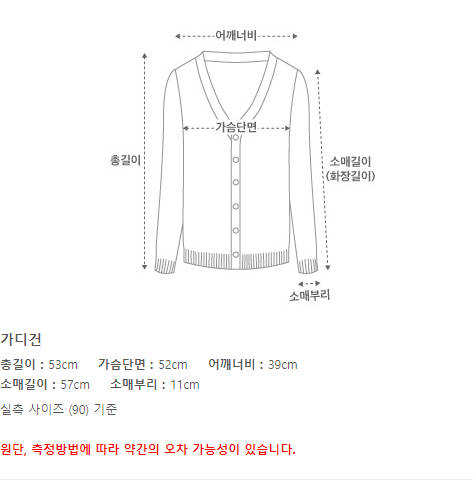 어깨너비
가슴단면
총길이
소매길이
(화장길이)
소매부리
가디건
총길이 : 53cm 가슴단면 : 52cm 어깨너비 : 39cm
소매길이 : 57cm 소매부리 : 11cm
실측 사이즈 (90) 기준
원단, 측정방법에 따라 약간의 오차 가능성이 있습니다.